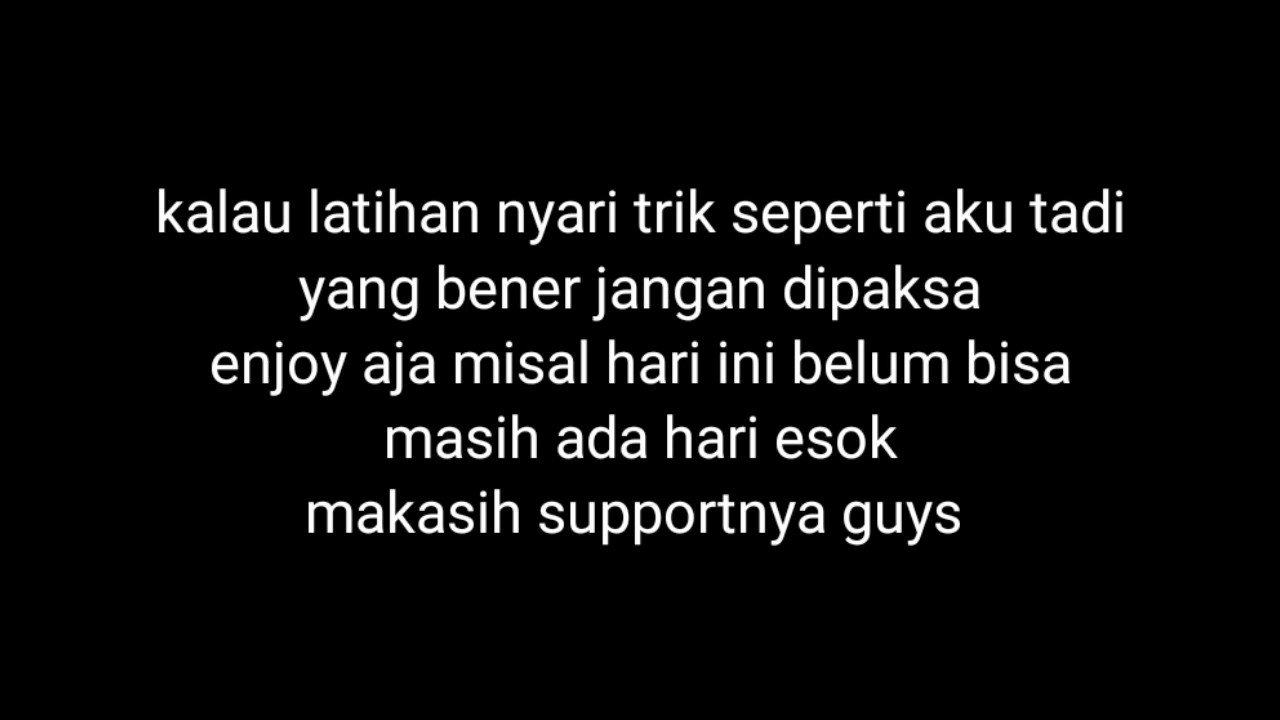 kalau latihan nyari trik seperti aku tadi
yang bener jangan dipaksa
enjoy aja misal hari ini belum bisa
masih ada hari esok
makasih supportnya guys